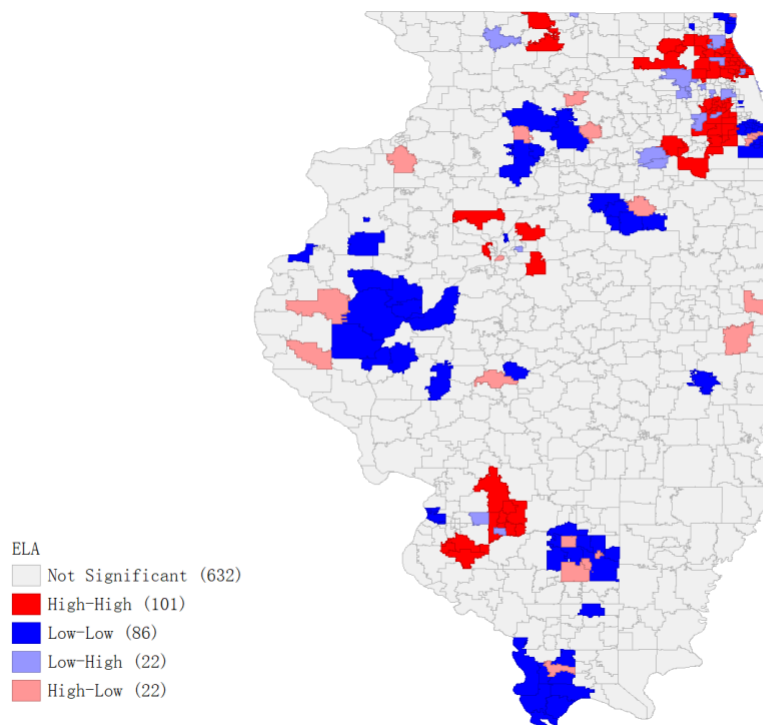 ELA
Not Significant (632)
High-High (101)
Low-Low (86)
Low-High (22)
High-Low (22)